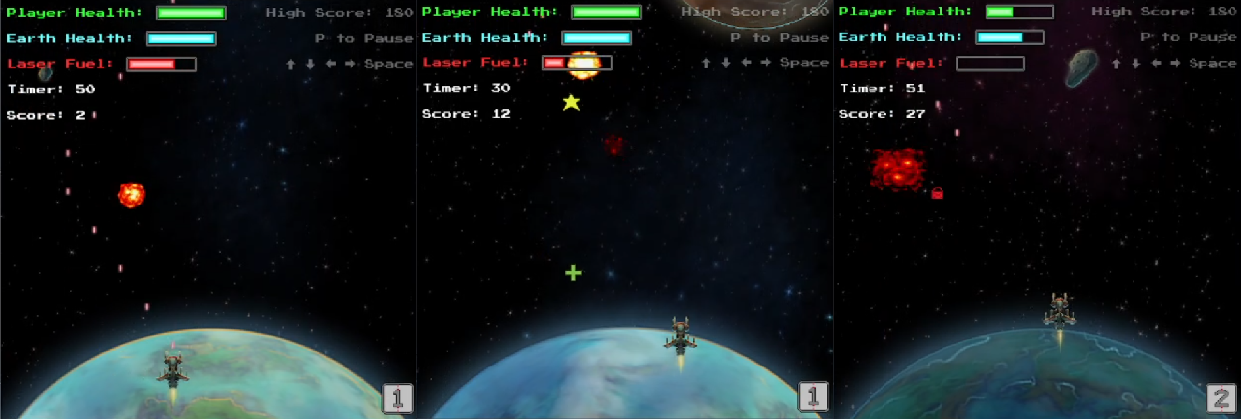 Player Health:
High Score: 180
Earth Health:
P to Pause
Laser Fuel:
↑ ↓ ← → Space
Timer: 50
Score: 2
1
Player Health:
High Score: 180
Earth Health:
P to Pause
Laser Fuel:
↑ ↓ ← → Space
Timer: 30
Score: 12
1
Player Health:
High Score: 180
Earth Health:
P to Pause
Laser Fuel:
↑ ↓ ← → Space
Timer: 51
Score: 27
2